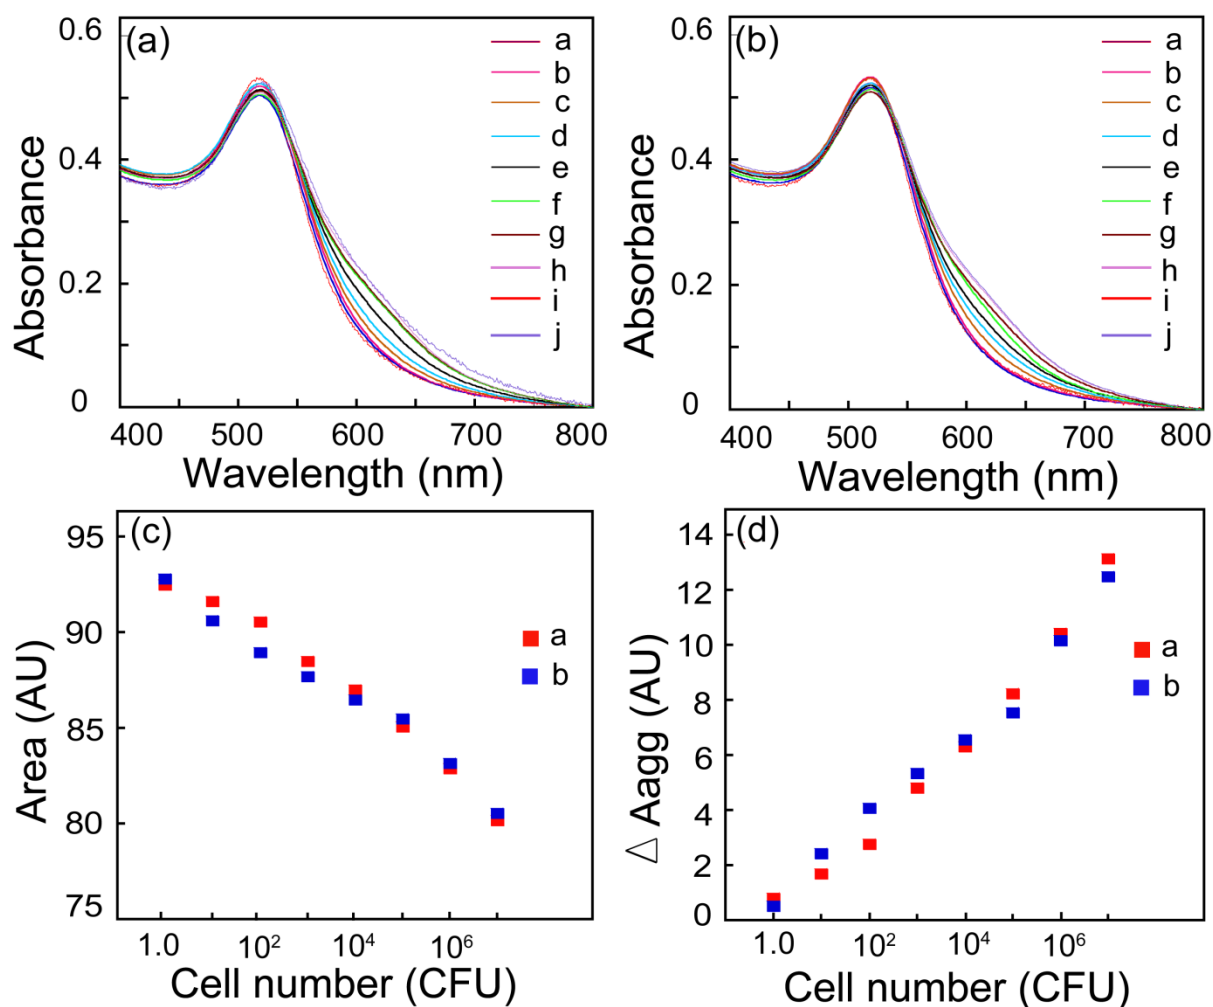 (a)
Absorbance
0.6
0.4
0.2
0
400 500 600 700 800
Wavelength (nm)
a
b
c
d
e
f
g
h
i
j
(b)
Absorbance
0.6
0.4
0.2
0
400 500 600 700 800
Wavelength (nm)
a
b
c
d
e
f
g
h
i
j
(c)
Area (AU)
95
90
85
80
75
1.0 10² 10⁴ 10⁶
Cell number (CFU)
a
b
(d)
△ Aagg (AU)
14
12
10
8
6
4
2
0
1.0 10² 10⁴ 10⁶
Cell number (CFU)
a
b